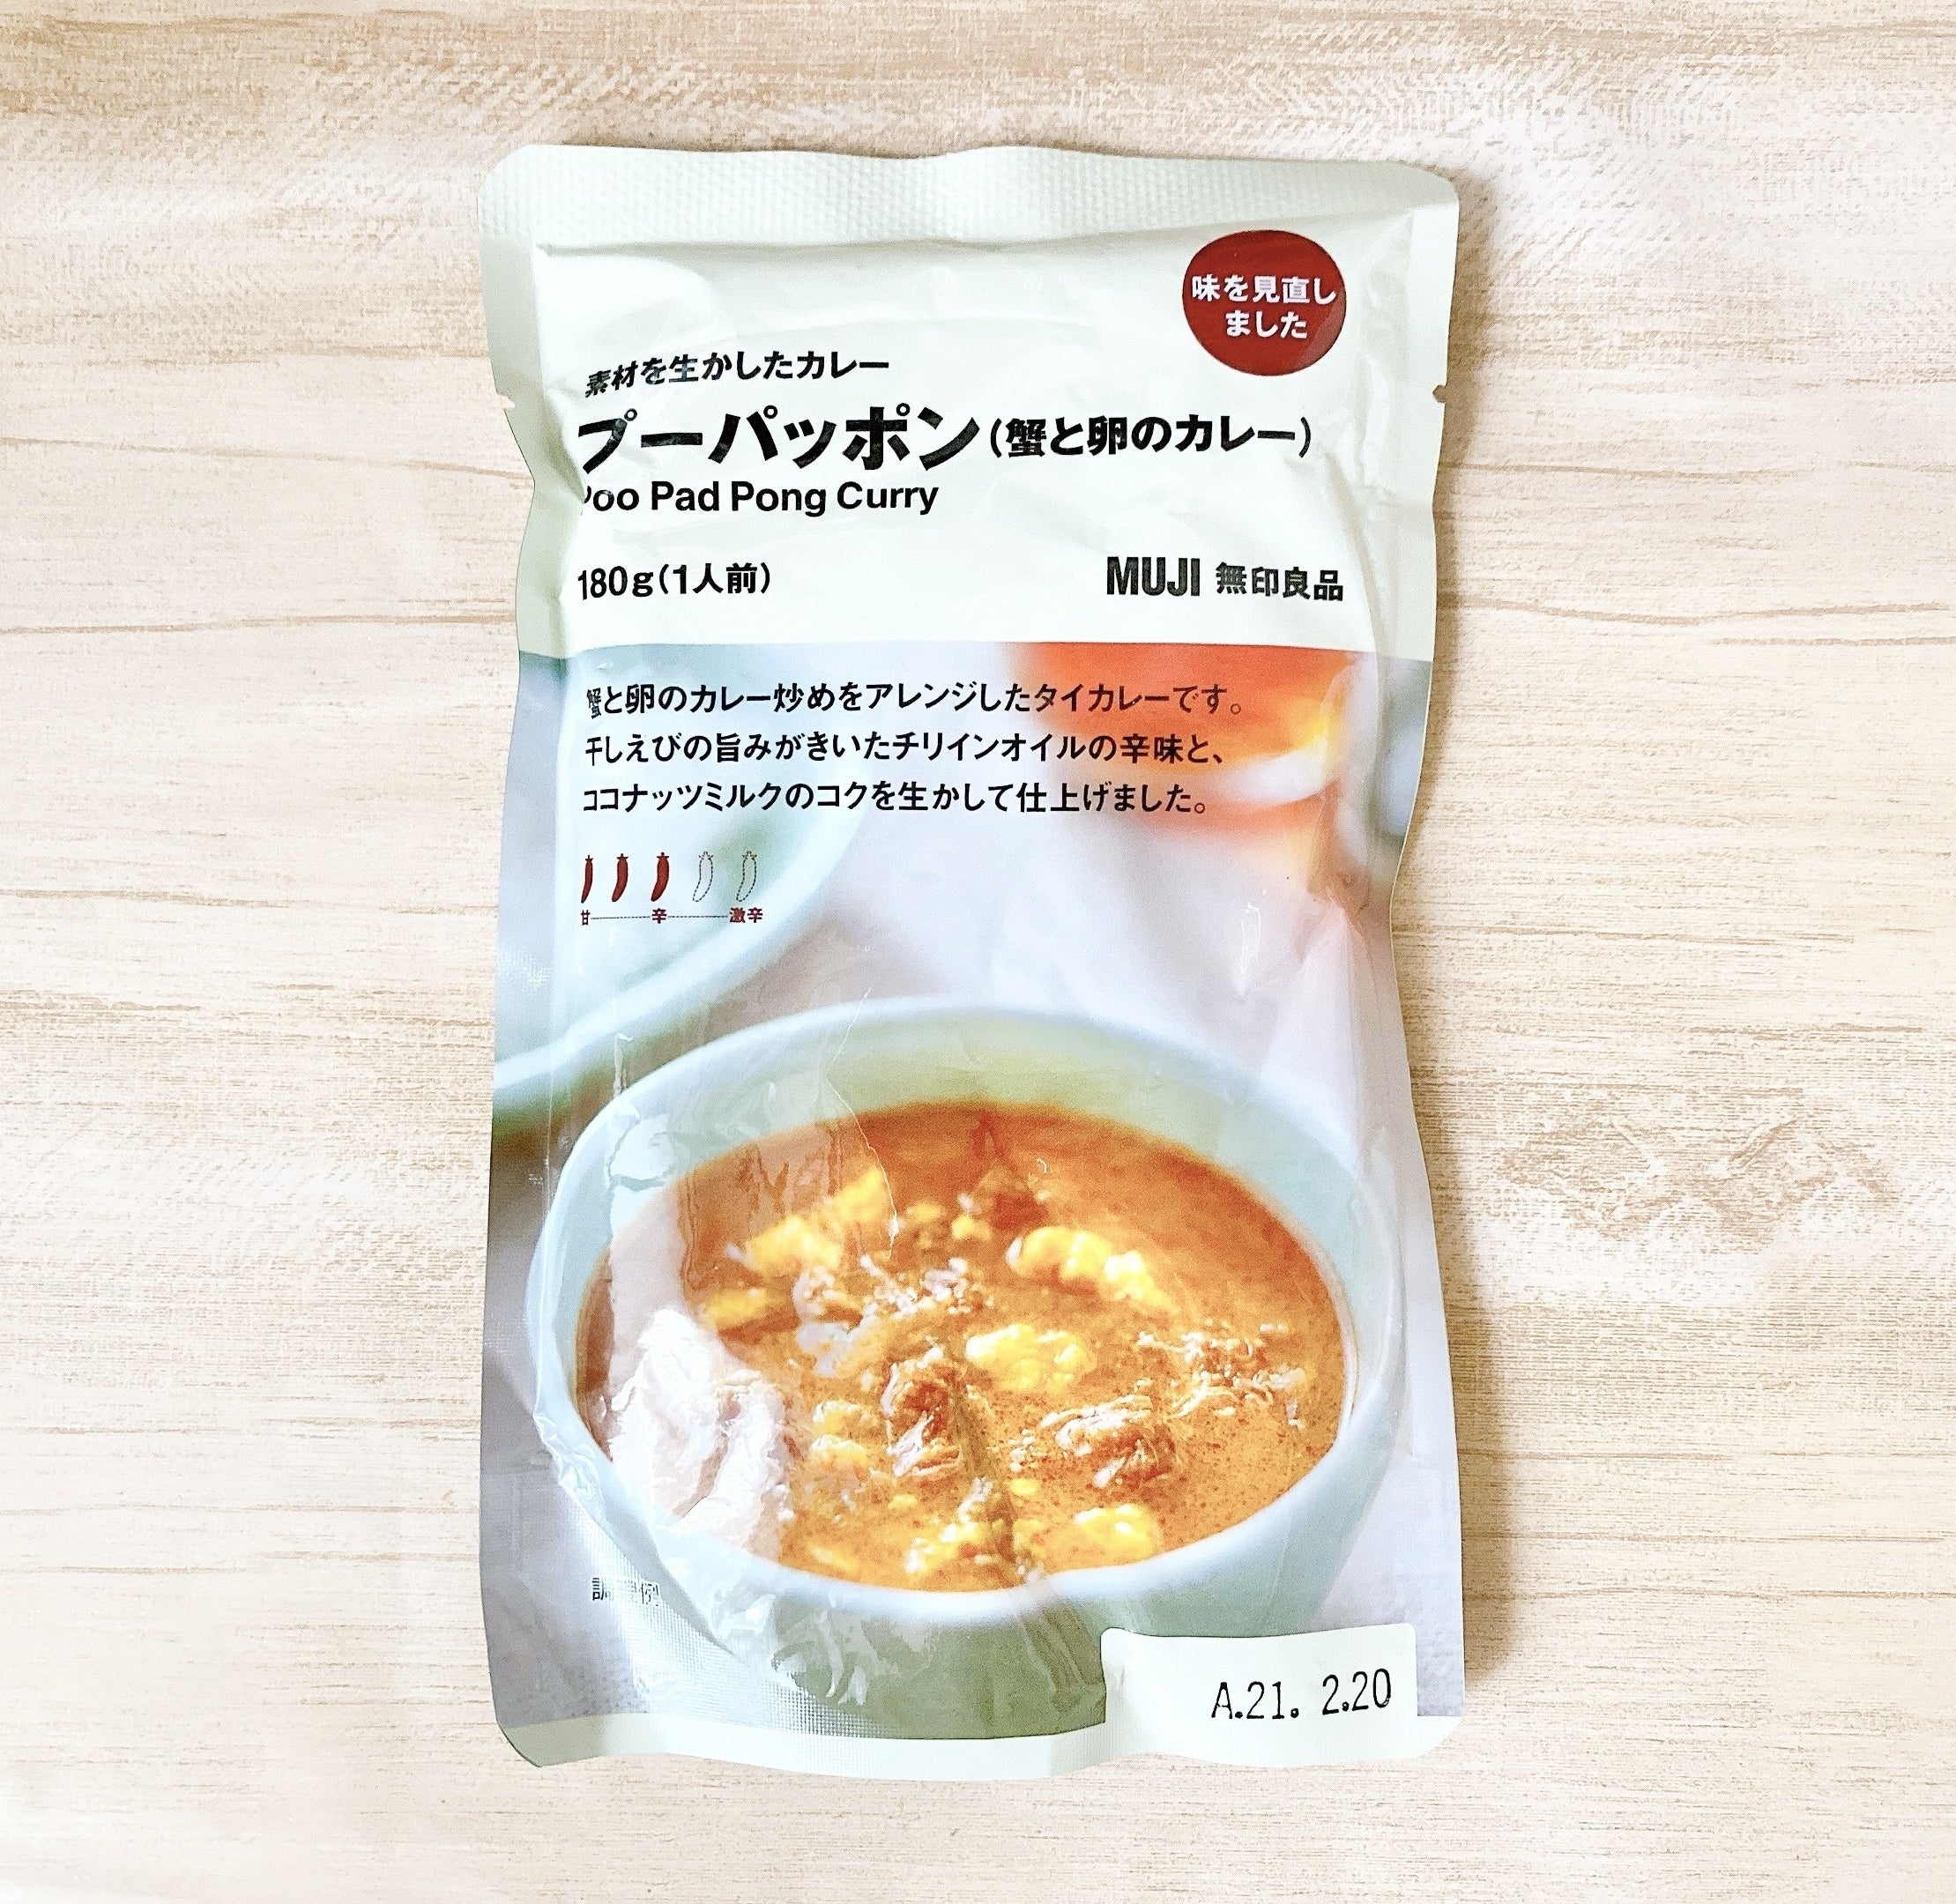 味を見直し
ました
素材を生かしたカレー
プーパッポン(蟹と卵のカレー)
Poo Pad Pong Curry
180g(1人前)
MUJI 無印良品
蟹と卵のカレー炒めをアレンジしたタイカレーです。
干しえびの旨みがきいたチリインオイルの辛味と、
ココナッツミルクのコクを生かして仕上げました。
甘 辛 激辛
調理例
A.21. 2.20